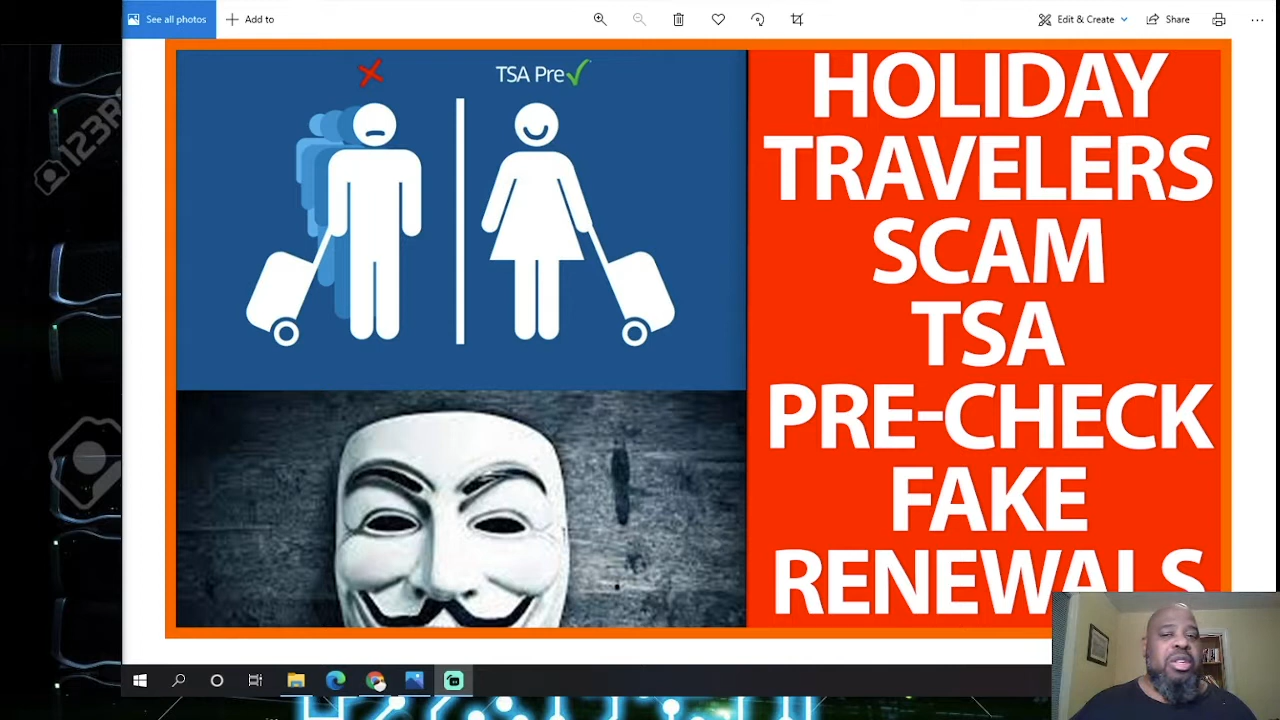 See all photos
Add to
Edit & Create
Share
TSA Pre✓
HOLIDAY
TRAVELERS
SCAM
TSA
PRE-CHECK
FAKE
RENEWALS